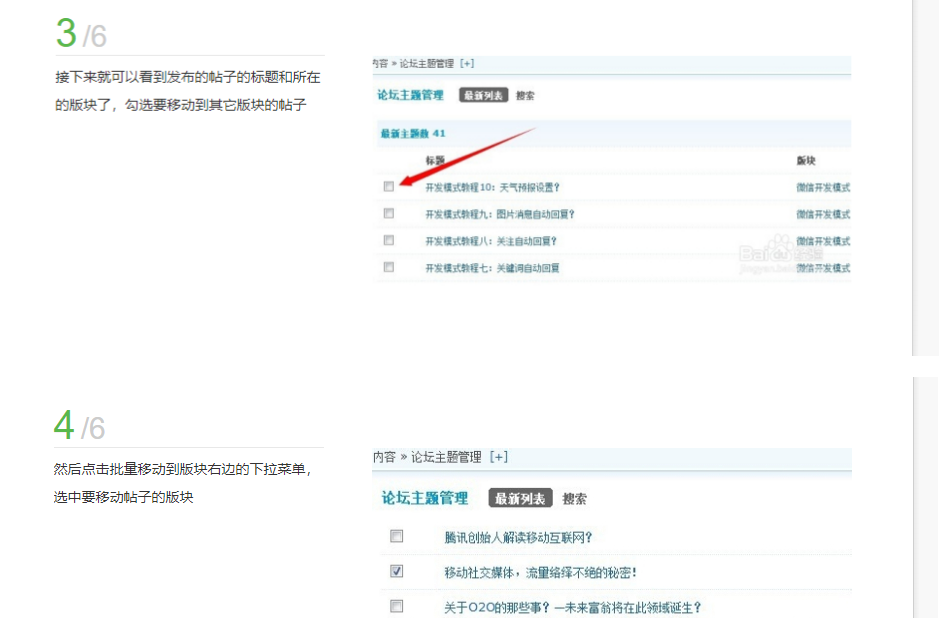 3/6
接下来就可以看到发布的帖子的标题和所在
的版块了，勾选要移动到其它版块的帖子
内容 » 论坛主题管理 [+]
论坛主题管理 最新列表 搜索
最新主题数 41
标题 版块
开发模式教程10：天气预报设置？ 微信开发模式
开发模式教程九：图片消息自动回复？ 微信开发模式
开发模式教程八：关注自动回复？ 微信开发模式
开发模式教程七：关键词自动回复 微信开发模式
Bai
4/6
然后点击批量移动到版块右边的下拉菜单，
选中要移动帖子的版块
内容 » 论坛主题管理 [+]
论坛主题管理 最新列表 搜索
腾讯创始人解读移动互联网？
移动社交媒体，流量络绎不绝的秘密！
关于O2O的那些事？—未来富翁将在此领域诞生？